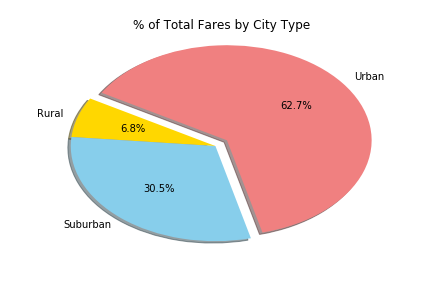 % of Total Fares by City Type
Urban
62.7%
Rural
6.8%
30.5%
Suburban